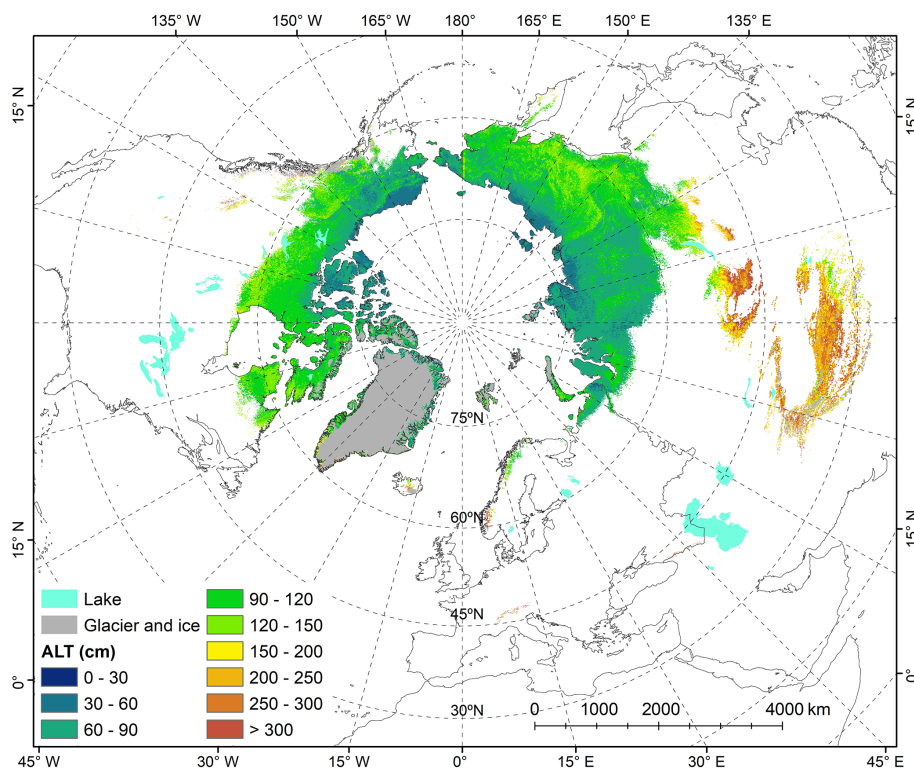 135° W 150° W 165° W 180° 165° E 150° E 135° E
15° N 15° N
75°N
60°N
15° N 15° N
45°N
0° 0°
30°N
Lake
Glacier and ice
ALT (cm)
0 - 30
30 - 60
60 - 90
90 - 120
120 - 150
150 - 200
200 - 250
250 - 300
> 300
0 1000 2000 4000 km
45° W 30° W 15° W 0° 15° E 30° E 45° E